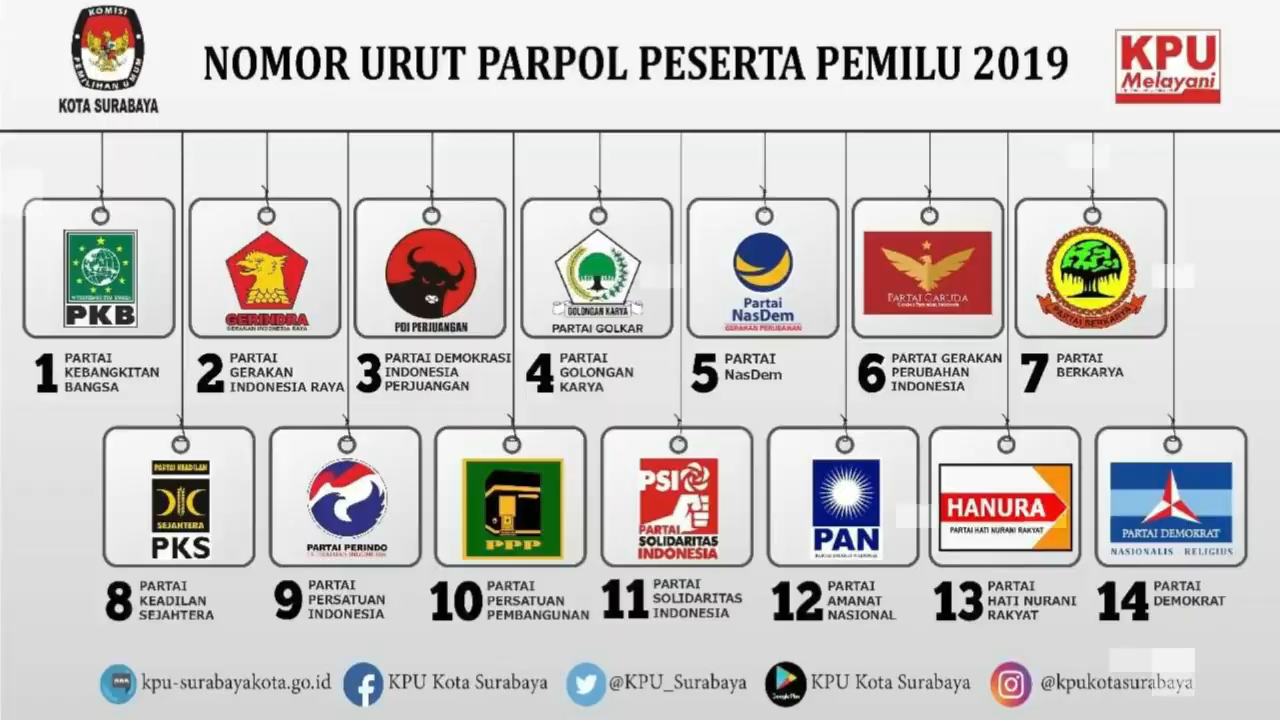 KOMISI
PEMILIHAN UMUM
KOTA SURABAYA
NOMOR URUT PARPOL PESERTA PEMILU 2019
KPU
Melayani
PKB
GERINDRA
GERAKAN INDONESIA RAYA
PDI PERJUANGAN
GOLONGAN KARYA
PARTAI GOLKAR
Partai
NasDem
GERAKAN PERUBAHAN
PARTAI GARUDA
PARTAI BERKARYA
1 PARTAI
KEBANGKITAN
BANGSA
2 PARTAI
GERAKAN
INDONESIA RAYA
3 PARTAI DEMOKRASI
INDONESIA
PERJUANGAN
4 PARTAI
GOLONGAN
KARYA
5 PARTAI
NasDem
6 PARTAI GERAKAN
PERUBAHAN
INDONESIA
7 PARTAI
BERKARYA
PARTAI KEADILAN
SEJAHTERA
PKS
PARTAI PERINDO
PPP
PSI
PARTAI
SOLIDARITAS
INDONESIA
PAN
HANURA
PARTAI HATI NURANI RAKYAT
PARTAI DEMOKRAT
NASIONALIS - RELIGIUS
8 PARTAI
KEADILAN
SEJAHTERA
9 PARTAI
PERSATUAN
INDONESIA
10 PARTAI
PERSATUAN
PEMBANGUNAN
11 PARTAI
SOLIDARITAS
INDONESIA
12 PARTAI
AMANAT
NASIONAL
13 PARTAI
HATI NURANI
RAKYAT
14 PARTAI
DEMOKRAT
kpu-surabayakota.go.id
KPU Kota Surabaya
@KPU_Surabaya
Google Play
KPU Kota Surabaya
@kpukotasurabaya